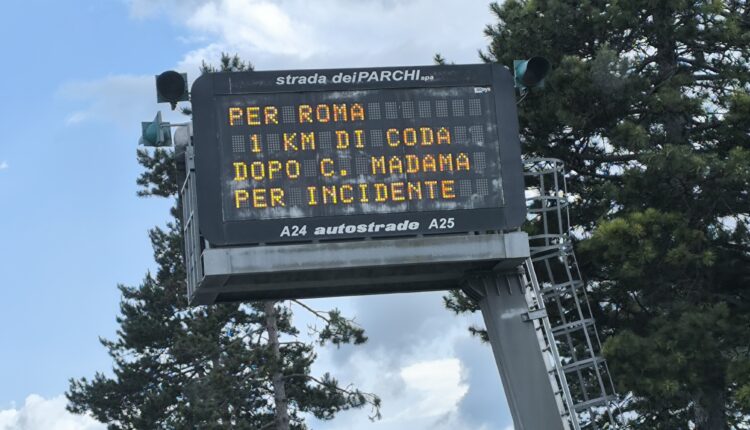 strada deiPARCHI spa
PER ROMA
1 KM DI CODA
DOPO C. MADAMA
PER INCIDENTE
A24 autostrade A25